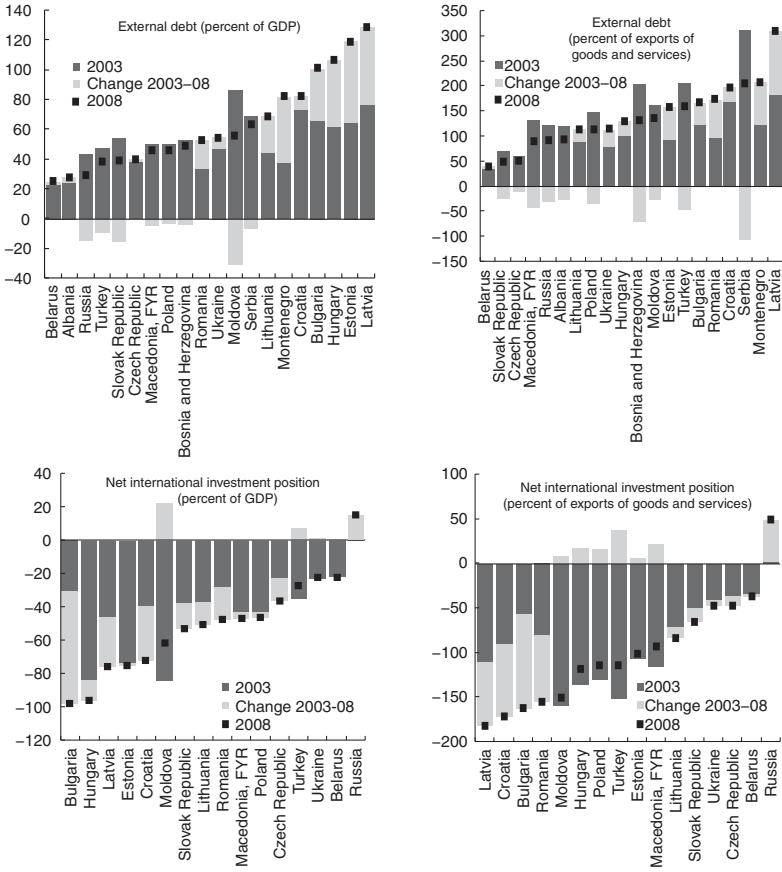 External debt (percent of GDP)
140
120
100
80
60
40
20
0
−20
−40
2003
Change 2003–08
2008
Belarus
Albania
Russia
Turkey
Slovak Republic
Czech Republic
Macedonia, FYR
Poland
Bosnia and Herzegovina
Romania
Ukraine
Moldova
Serbia
Lithuania
Montenegro
Croatia
Bulgaria
Hungary
Estonia
Latvia
External debt
(percent of exports of
goods and services)
350
300
250
200
150
100
50
0
−50
−100
−150
2003
Change 2003–08
2008
Belarus
Slovak Republic
Czech Republic
Macedonia, FYR
Russia
Albania
Lithuania
Poland
Ukraine
Hungary
Bosnia and Herzegovina
Moldova
Estonia
Turkey
Bulgaria
Romania
Croatia
Serbia
Montenegro
Latvia
Net international investment position
(percent of GDP)
40
20
0
−20
−40
−60
−80
−100
−120
2003
Change 2003-08
2008
Bulgaria
Hungary
Latvia
Estonia
Croatia
Moldova
Slovak Republic
Lithuania
Romania
Macedonia, FYR
Poland
Czech Republic
Turkey
Ukraine
Belarus
Russia
Net international investment position
(percent of exports of goods and services)
100
50
0
−50
−100
−150
−200
2003
Change 2003–08
2008
Latvia
Croatia
Bulgaria
Romania
Moldova
Hungary
Poland
Turkey
Estonia
Macedonia, FYR
Lithuania
Slovak Republic
Ukraine
Czech Republic
Belarus
Russia